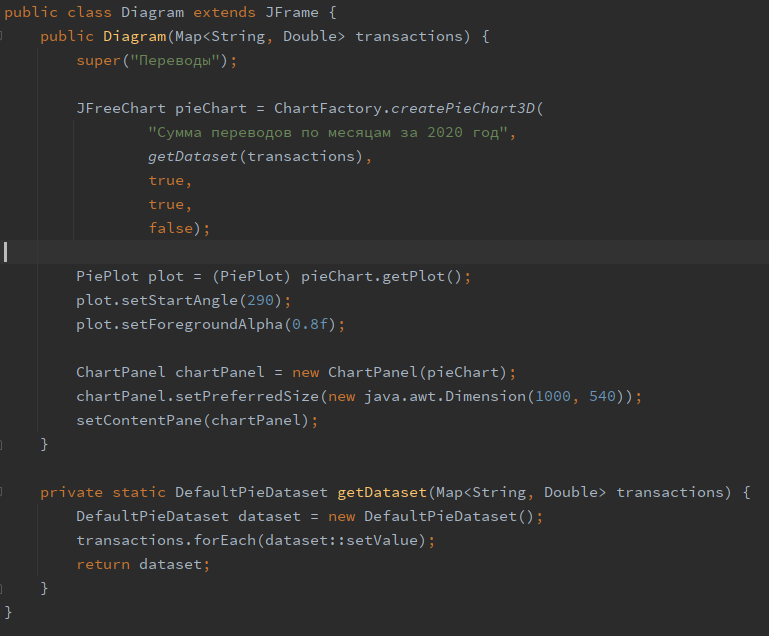 public class Diagram extends JFrame {
    public Diagram(Map<String, Double> transactions) {
        super("Переводы");

        JFreeChart pieChart = ChartFactory.createPieChart3D(
                "Сумма переводов по месяцам за 2020 год",
                getDataset(transactions),
                true,
                true,
                false);

        PiePlot plot = (PiePlot) pieChart.getPlot();
        plot.setStartAngle(290);
        plot.setForegroundAlpha(0.8f);

        ChartPanel chartPanel = new ChartPanel(pieChart);
        chartPanel.setPreferredSize(new java.awt.Dimension(1000, 540));
        setContentPane(chartPanel);
    }

    private static DefaultPieDataset getDataset(Map<String, Double> transactions) {
        DefaultPieDataset dataset = new DefaultPieDataset();
        transactions.forEach(dataset::setValue);
        return dataset;
    }
}